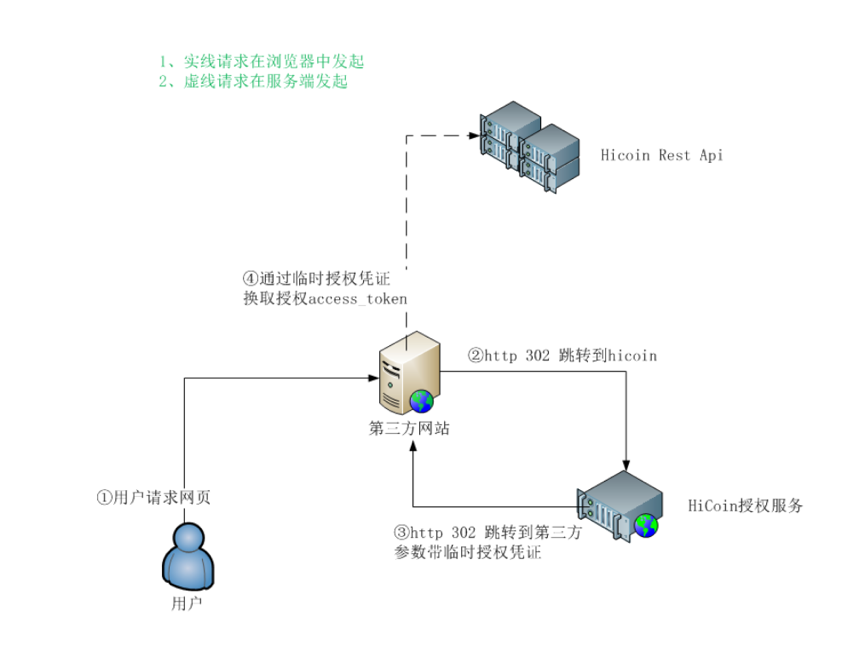 1、实线请求在浏览器中发起
2、虚线请求在服务端发起
Hicoin Rest Api
④通过临时授权凭证
换取授权access_token
②http 302 跳转到hicoin
第三方网站
①用户请求网页
HiCoin授权服务
③http 302 跳转到第三方
参数带临时授权凭证
用户